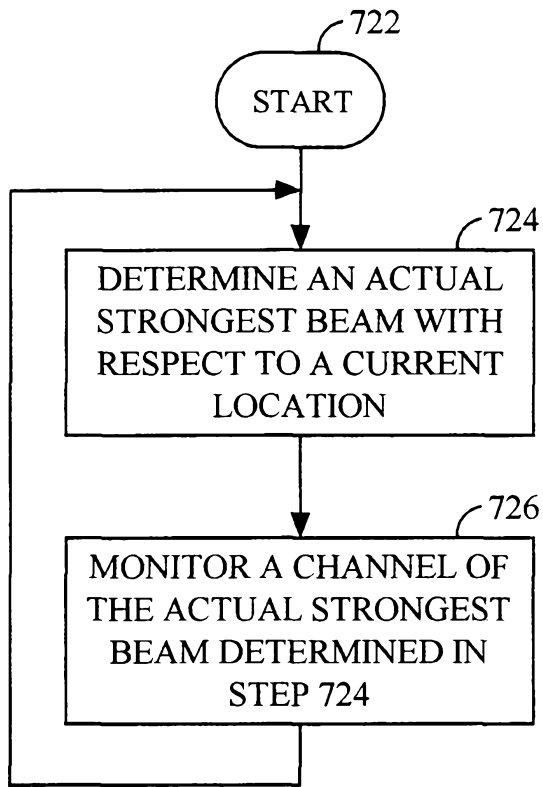 722
START
724
DETERMINE AN ACTUAL
STRONGEST BEAM WITH
RESPECT TO A CURRENT
LOCATION
726
MONITOR A CHANNEL OF
THE ACTUAL STRONGEST
BEAM DETERMINED IN
STEP 724